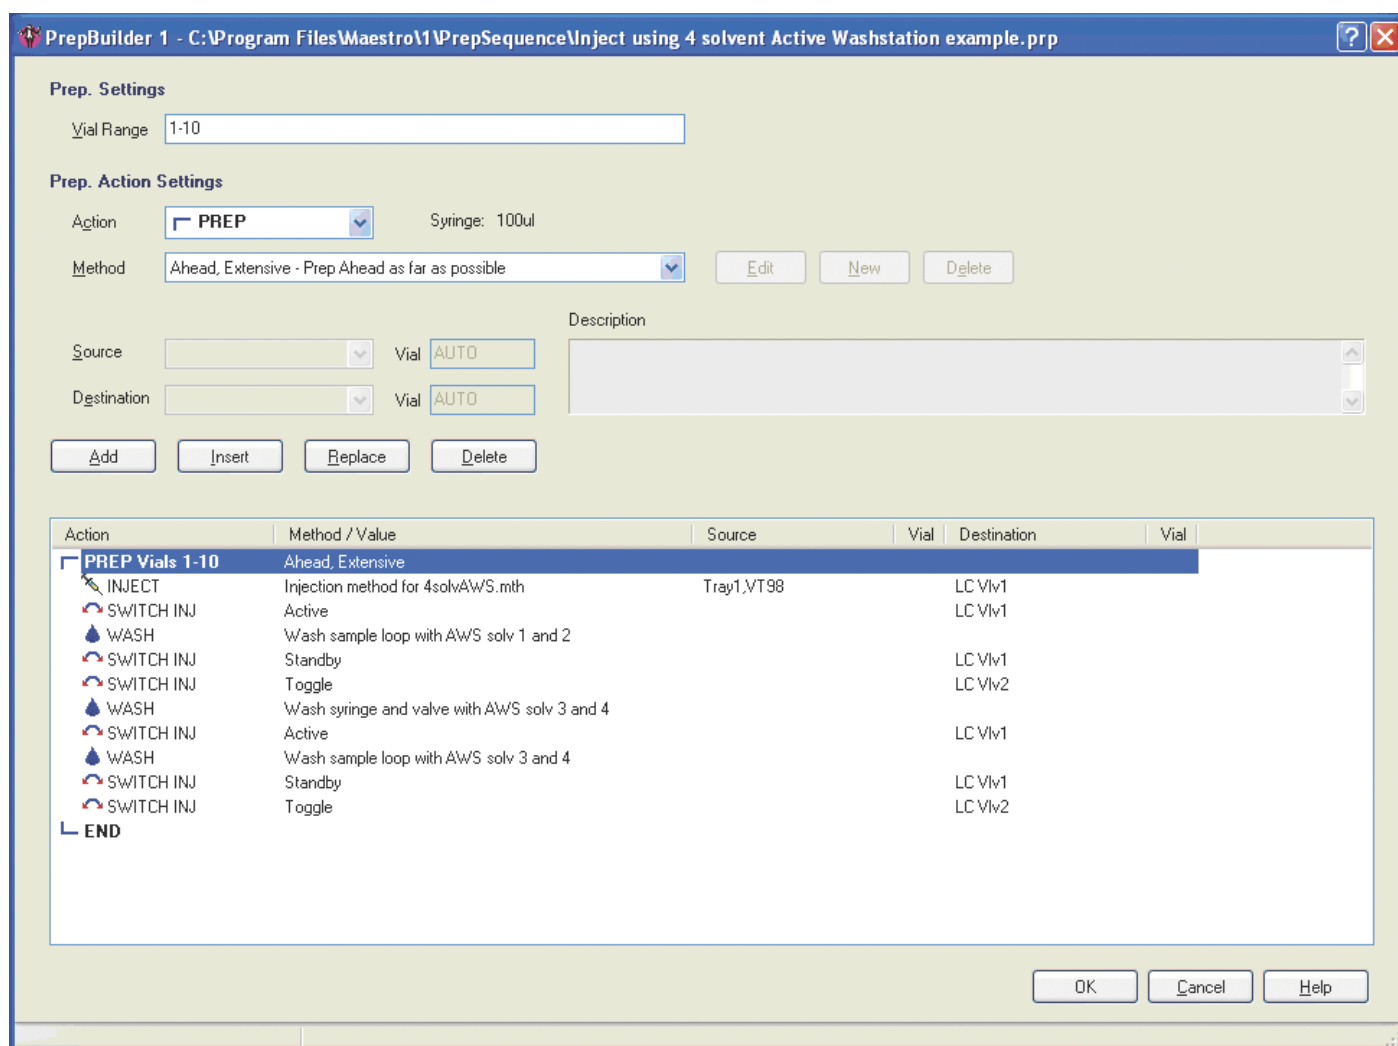 PrepBuilder 1 - C:\Program Files\Maestro\1\PrepSequence\Inject using 4 solvent Active Washstation example.prp
Prep. Settings
Vial Range 1-10
Prep. Action Settings
Action PREP Syringe: 100ul
Method Ahead, Extensive - Prep Ahead as far as possible Edit New Delete
Description
Source Vial AUTO
Destination Vial AUTO
Add Insert Replace Delete
Action Method / Value Source Vial Destination Vial
PREP Vials 1-10 Ahead, Extensive
INJECT Injection method for 4solvAWS.mth Tray1,VT98 LC Vlv1
SWITCH INJ Active LC Vlv1
WASH Wash sample loop with AWS solv 1 and 2
SWITCH INJ Standby LC Vlv1
SWITCH INJ Toggle LC Vlv2
WASH Wash syringe and valve with AWS solv 3 and 4
SWITCH INJ Active LC Vlv1
WASH Wash sample loop with AWS solv 3 and 4
SWITCH INJ Standby LC Vlv1
SWITCH INJ Toggle LC Vlv2
END
OK Cancel Help